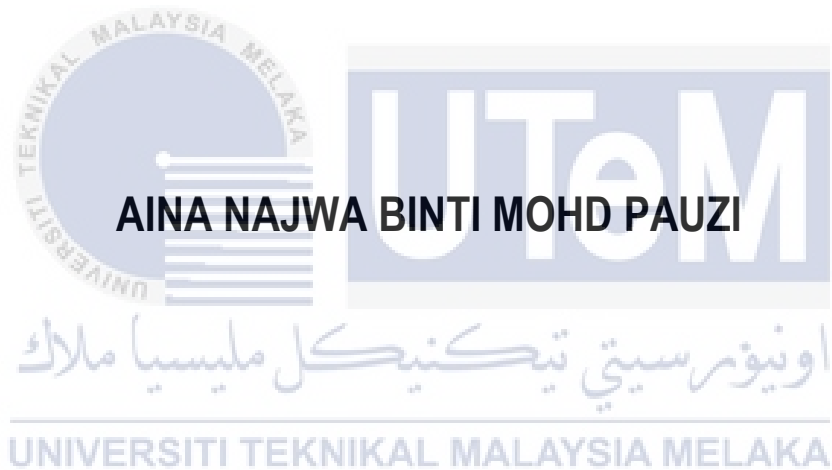 UNIVERSITI TEKNIKAL MALAYSIA MELAKA
UTeM
AINA NAJWA BINTI MOHD PAUZI
اونيۏرسيتي تيكنيكل مليسيا ملاك
UNIVERSITI TEKNIKAL MALAYSIA MELAKA